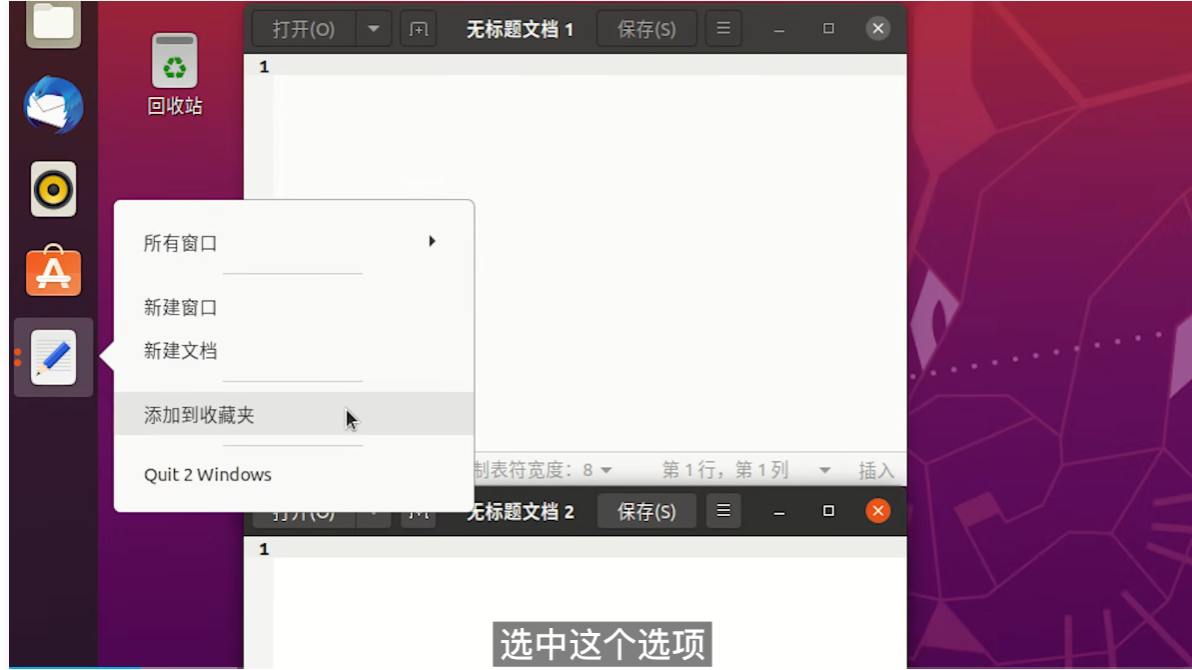 打开(O)
无标题文档 1
保存(S)
1
回收站
所有窗口
新建窗口
新建文档
添加到收藏夹
Quit 2 Windows
制表符宽度：8
第 1 行，第 1 列
插入
打开(O)
无标题文档 2
保存(S)
1
选中这个选项